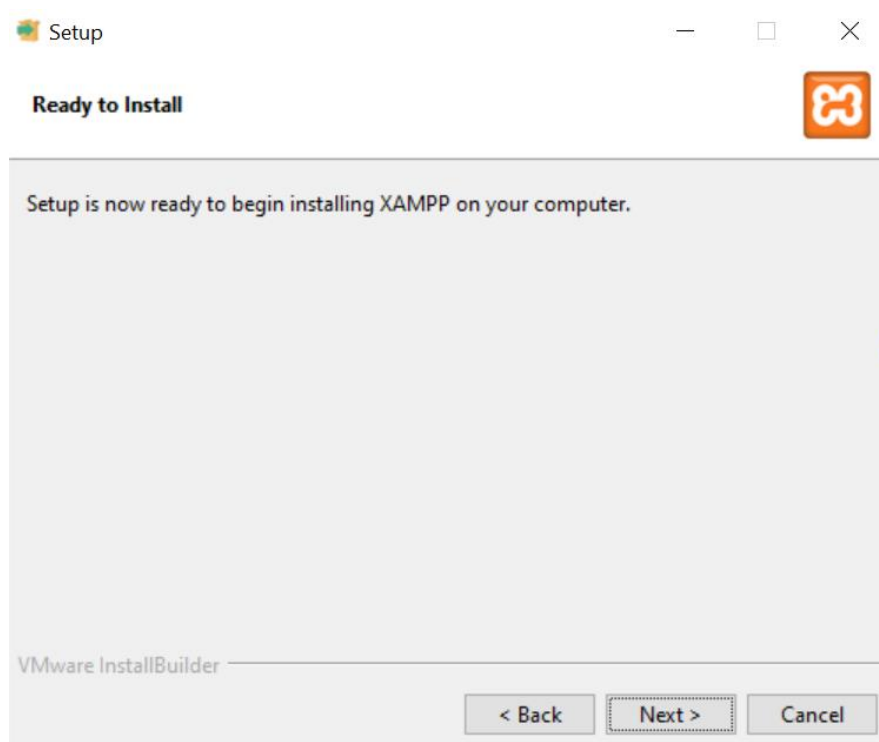 Setup
Ready to Install
Setup is now ready to begin installing XAMPP on your computer.
VMware InstallBuilder
< Back
Next >
Cancel